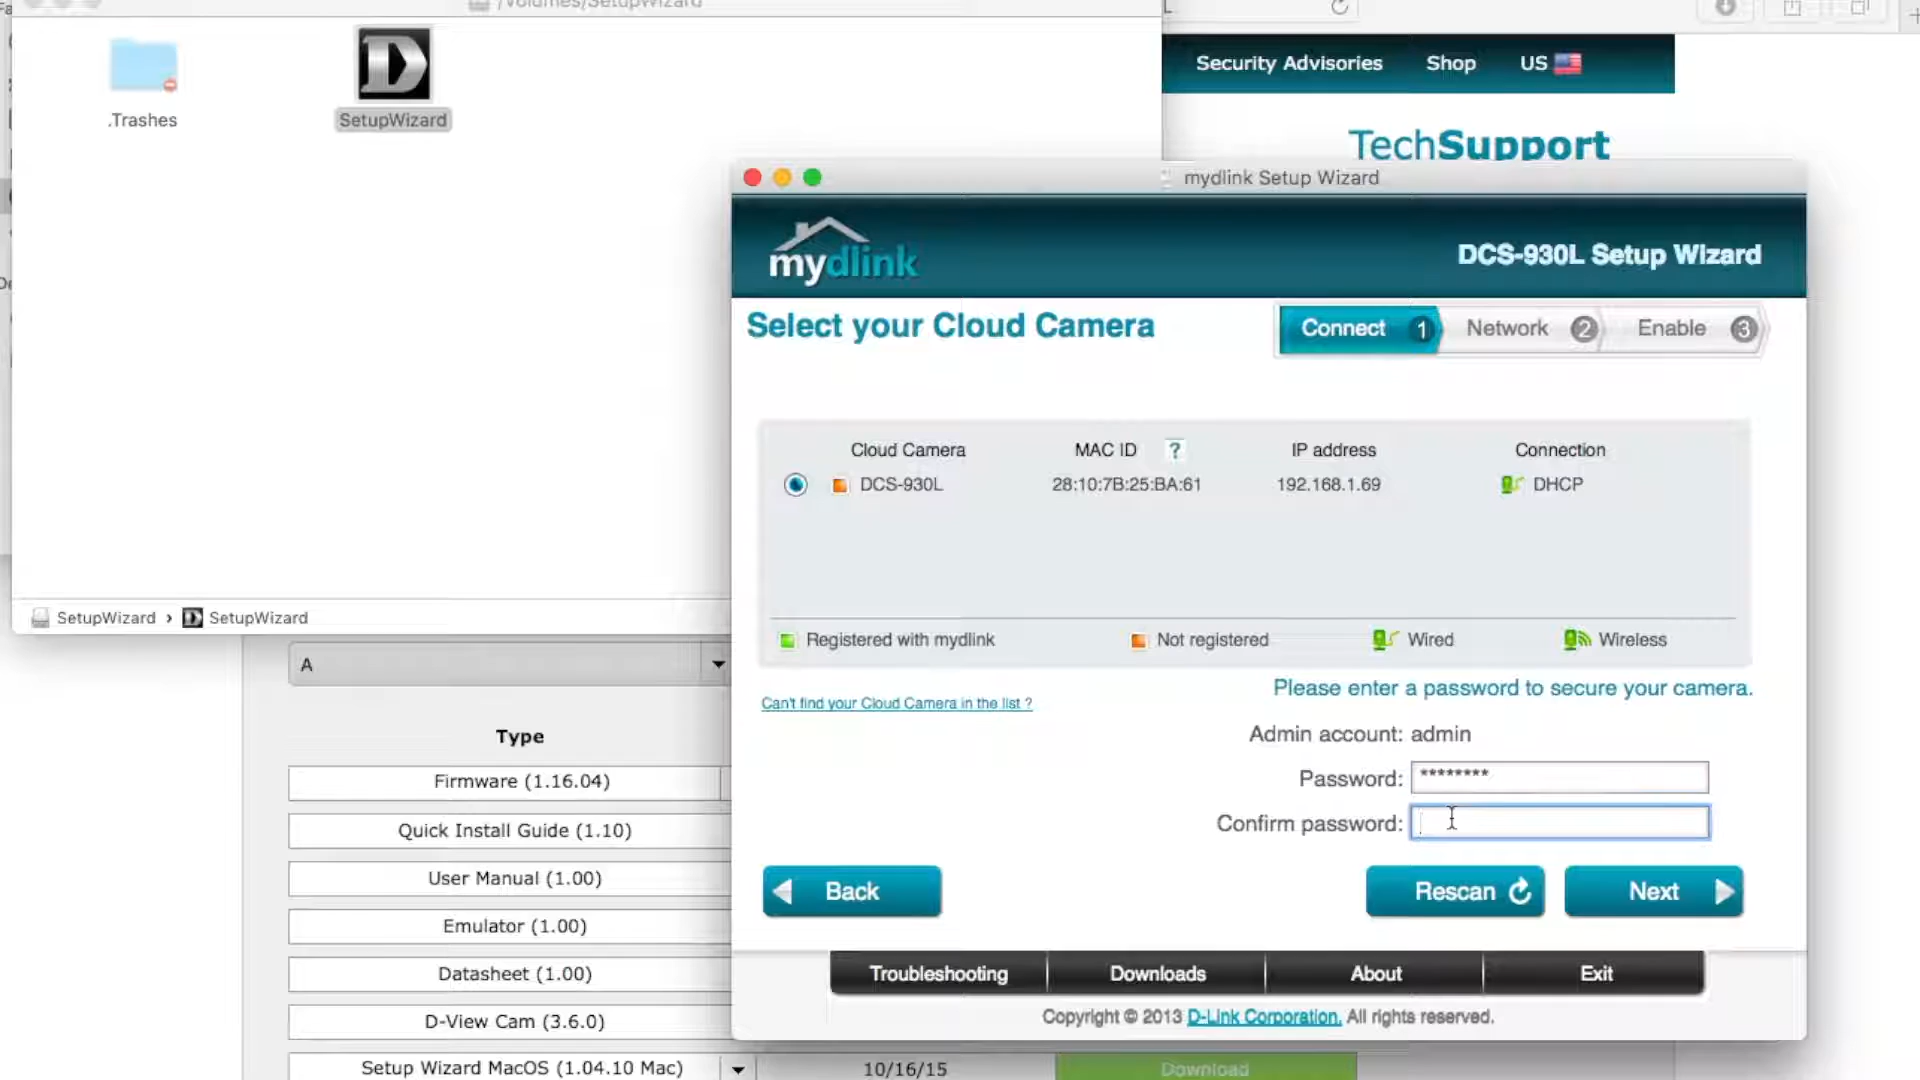 /Volumes/SetupWizard
.Trashes
SetupWizard
Security Advisories Shop US
TechSupport
mydlink Setup Wizard
mydlink
DCS-930L Setup Wizard
Select your Cloud Camera
Connect 1 Network 2 Enable 3
Cloud Camera MAC ID ? IP address Connection
DCS-930L 28:10:7B:25:BA:61 192.168.1.69 DHCP
Registered with mydlink Not registered Wired Wireless
SetupWizard › SetupWizard
Can't find your Cloud Camera in the list ?
Please enter a password to secure your camera.
Admin account: admin
Password: ********
Confirm password:
Back Rescan Next
Troubleshooting Downloads About Exit
Copyright © 2013 D-Link Corporation. All rights reserved.
A
Type
Firmware (1.16.04)
Quick Install Guide (1.10)
User Manual (1.00)
Emulator (1.00)
Datasheet (1.00)
D-View Cam (3.6.0)
Setup Wizard MacOS (1.04.10 Mac) 10/16/15 Download